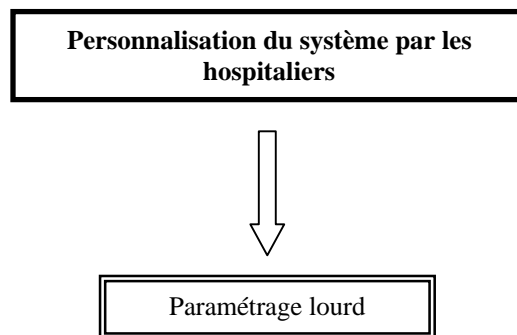 Personnalisation du système par les
hospitaliers
Paramétrage lourd